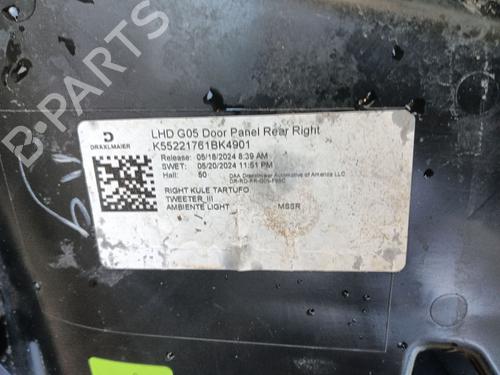 LHD G05 Door Panel Rear Right
K55221761BK4901
DRAXLMAIER
Release: 05/18/2024 8:39 AM
SWET: 05/20/2024 11:51 PM
Hall: 50 DAA Draexlmaier Automotive of America LLC
RIGHT KULE TARTUFO
TWEETER_III
AMBIENTE LIGHT MSSR
B-PARTS